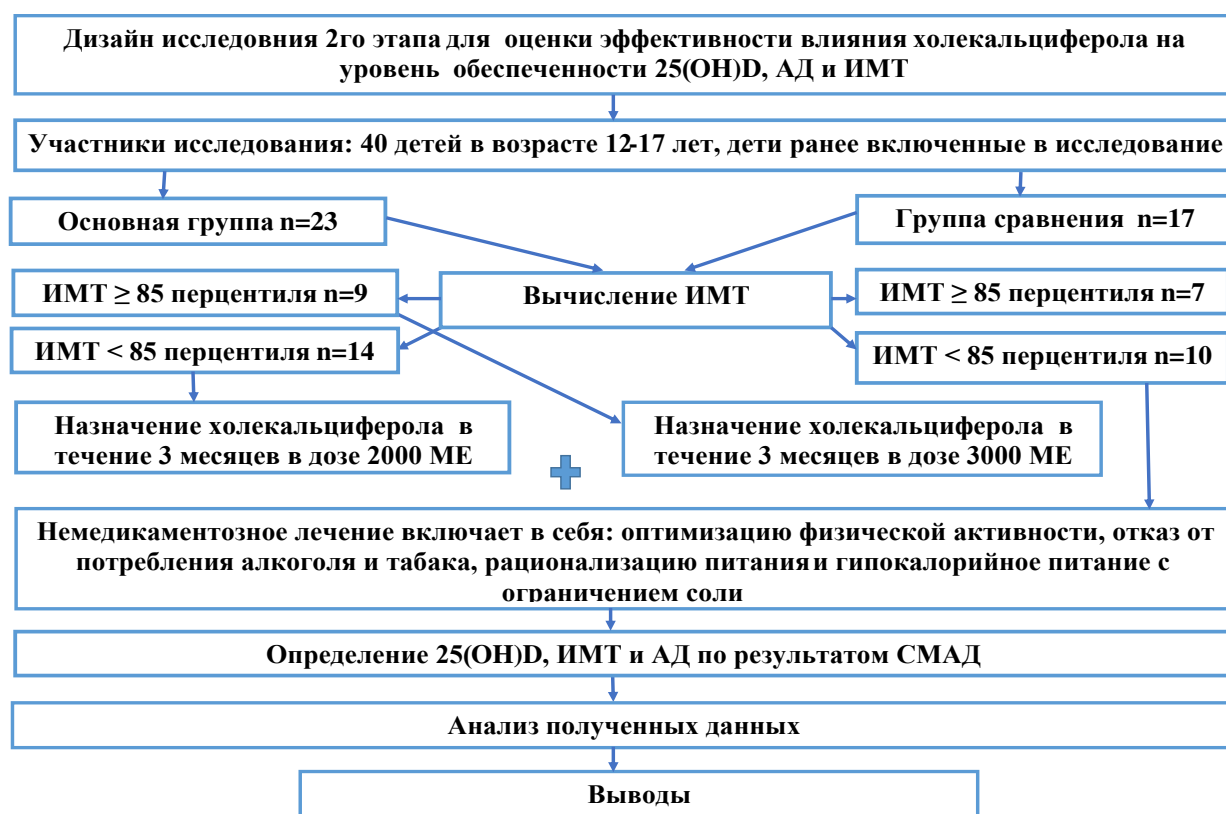 Дизайн исследовния 2го этапа для оценки эффективности влияния холекальциферола на
уровень обеспеченности 25(OH)D, АД и ИМТ
Участники исследования: 40 детей в возрасте 12-17 лет, дети ранее включенные в исследование
Основная группа n=23
Группа сравнения n=17
ИМТ ≥ 85 перцентиля n=9
Вычисление ИМТ
ИМТ ≥ 85 перцентиля n=7
ИМТ < 85 перцентиля n=14
ИМТ < 85 перцентиля n=10
Назначение холекальциферола в
течение 3 месяцев в дозе 2000 МЕ
Назначение холекальциферола в
течение 3 месяцев в дозе 3000 МЕ
Немедикаментозное лечение включает в себя: оптимизацию физической активности, отказ от
потребления алкоголя и табака, рационализацию питания и гипокалорийное питание с
ограничением соли
Определение 25(OH)D, ИМТ и АД по результатом СМАД
Анализ полученных данных
Выводы